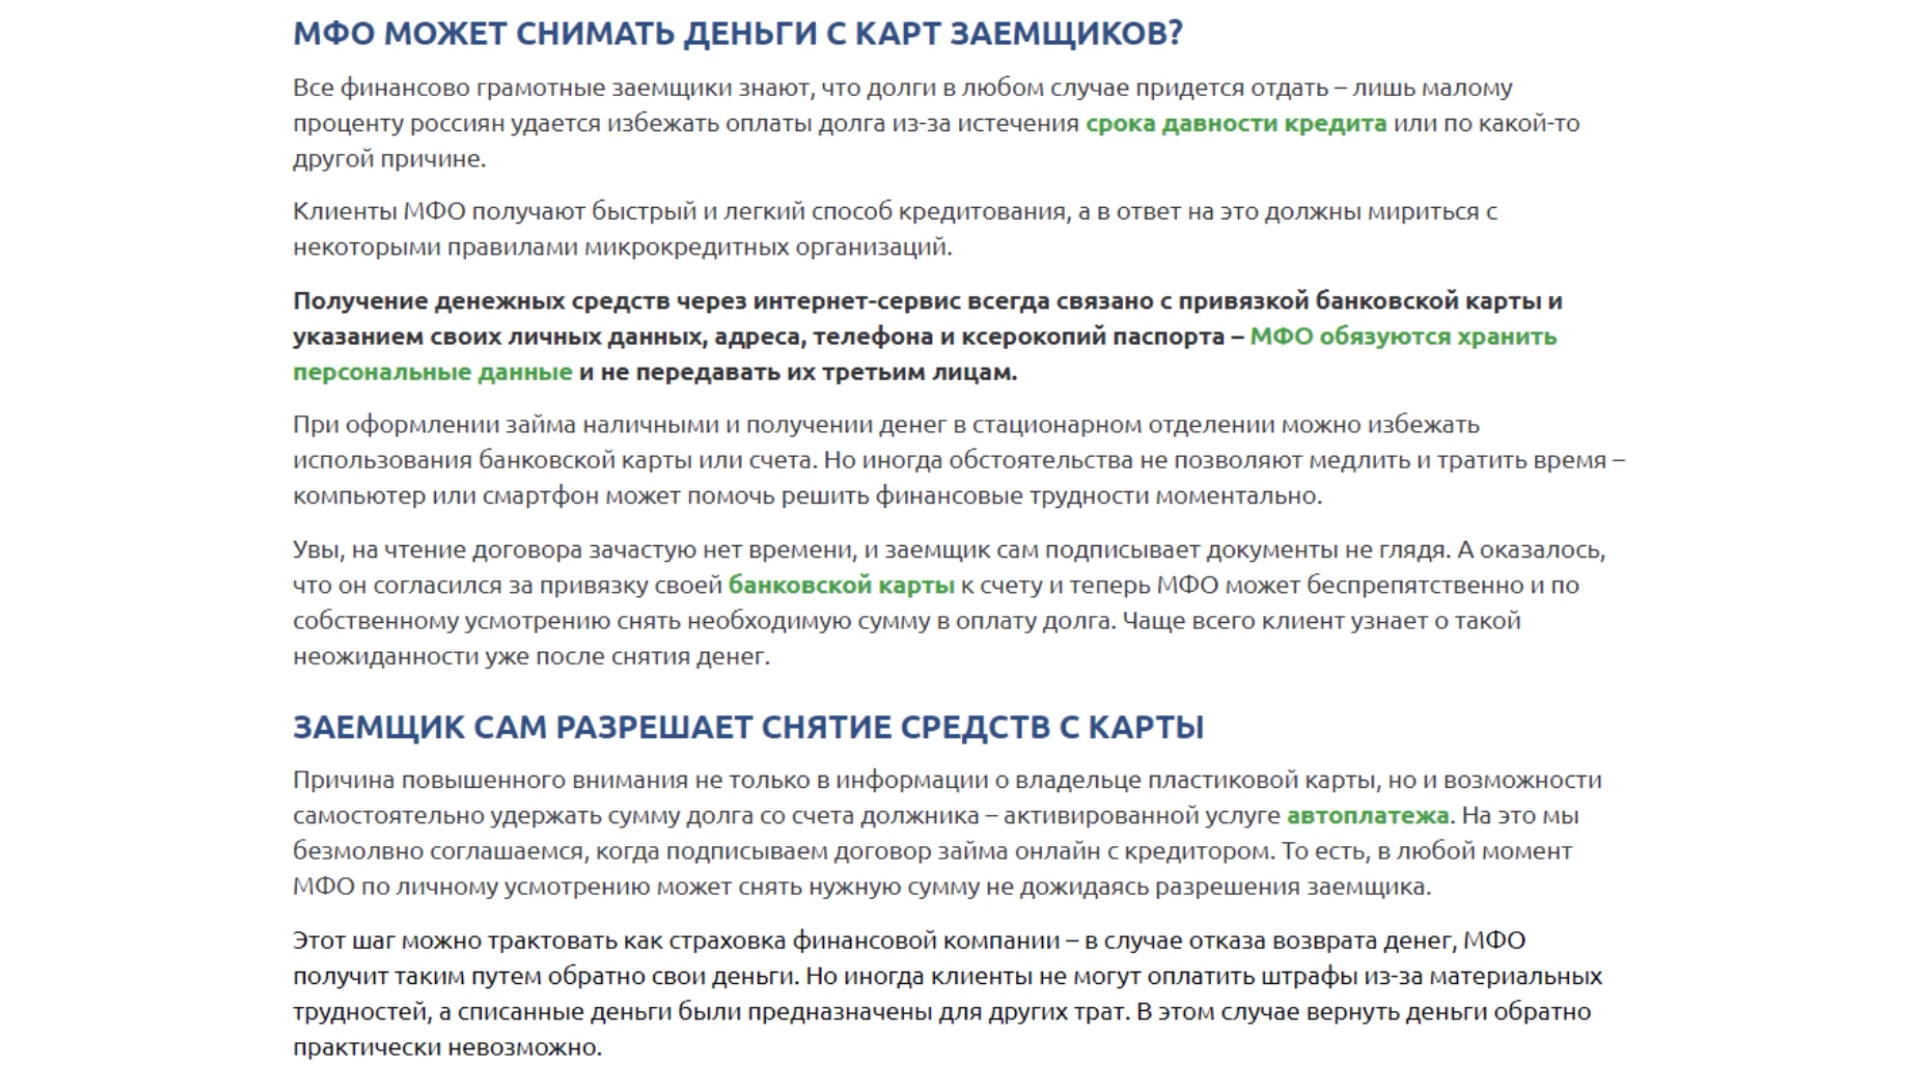 МФО МОЖЕТ СНИМАТЬ ДЕНЬГИ С КАРТ ЗАЕМЩИКОВ?
Все финансово грамотные заемщики знают, что долги в любом случае придется отдать – лишь малому
проценту россиян удается избежать оплаты долга из-за истечения срока давности кредита или по какой-то
другой причине.
Клиенты МФО получают быстрый и легкий способ кредитования, а в ответ на это должны мириться с
некоторыми правилами микрокредитных организаций.
Получение денежных средств через интернет-сервис всегда связано с привязкой банковской карты и
указанием своих личных данных, адреса, телефона и ксерокопий паспорта – МФО обязуются хранить
персональные данные и не передавать их третьим лицам.
При оформлении займа наличными и получении денег в стационарном отделении можно избежать
использования банковской карты или счета. Но иногда обстоятельства не позволяют медлить и тратить время –
компьютер или смартфон может помочь решить финансовые трудности моментально.
Увы, на чтение договора зачастую нет времени, и заемщик сам подписывает документы не глядя. А оказалось,
что он согласился за привязку своей банковской карты к счету и теперь МФО может беспрепятственно и по
собственному усмотрению снять необходимую сумму в оплату долга. Чаще всего клиент узнает о такой
неожиданности уже после снятия денег.
ЗАЕМЩИК САМ РАЗРЕШАЕТ СНЯТИЕ СРЕДСТВ С КАРТЫ
Причина повышенного внимания не только в информации о владельце пластиковой карты, но и возможности
самостоятельно удержать сумму долга со счета должника – активированной услуге автоплатежа. На это мы
безмолвно соглашаемся, когда подписываем договор займа онлайн с кредитором. То есть, в любой момент
МФО по личному усмотрению может снять нужную сумму не дожидаясь разрешения заемщика.
Этот шаг можно трактовать как страховка финансовой компании – в случае отказа возврата денег, МФО
получит таким путем обратно свои деньги. Но иногда клиенты не могут оплатить штрафы из-за материальных
трудностей, а списанные деньги были предназначены для других трат. В этом случае вернуть деньги обратно
практически невозможно.